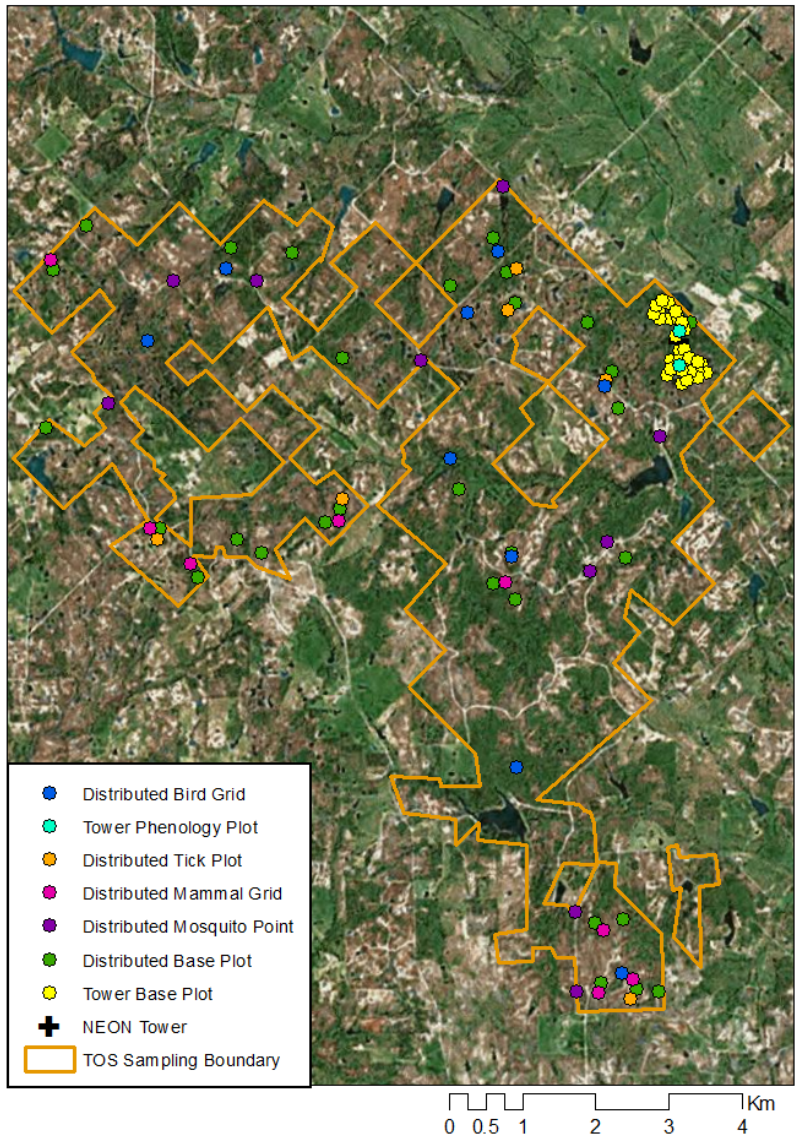 Distributed Bird Grid
Tower Phenology Plot
Distributed Tick Plot
Distributed Mammal Grid
Distributed Mosquito Point
Distributed Base Plot
Tower Base Plot
NEON Tower
TOS Sampling Boundary
Km
0 0.5 1 2 3 4